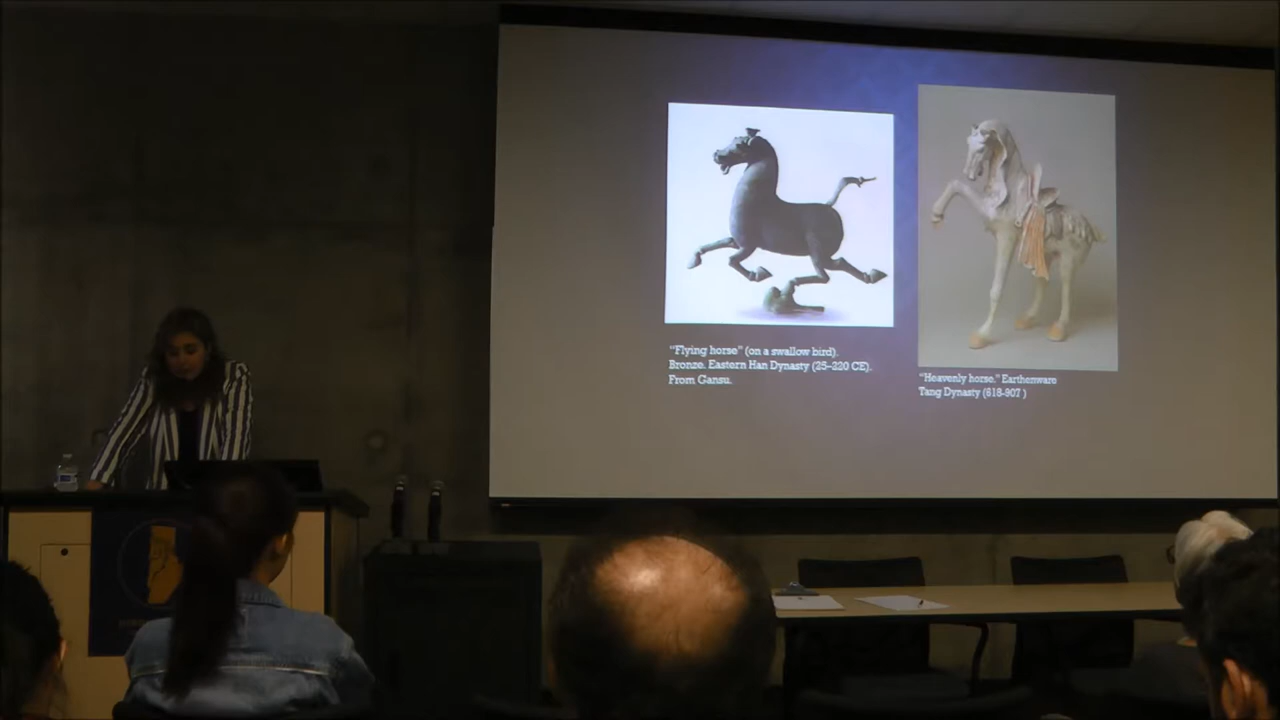 "Flying horse" (on a swallow bird).
Bronze. Eastern Han Dynasty (25–220 CE).
From Gansu.
"Heavenly horse." Earthenware
Tang Dynasty (618-907 )